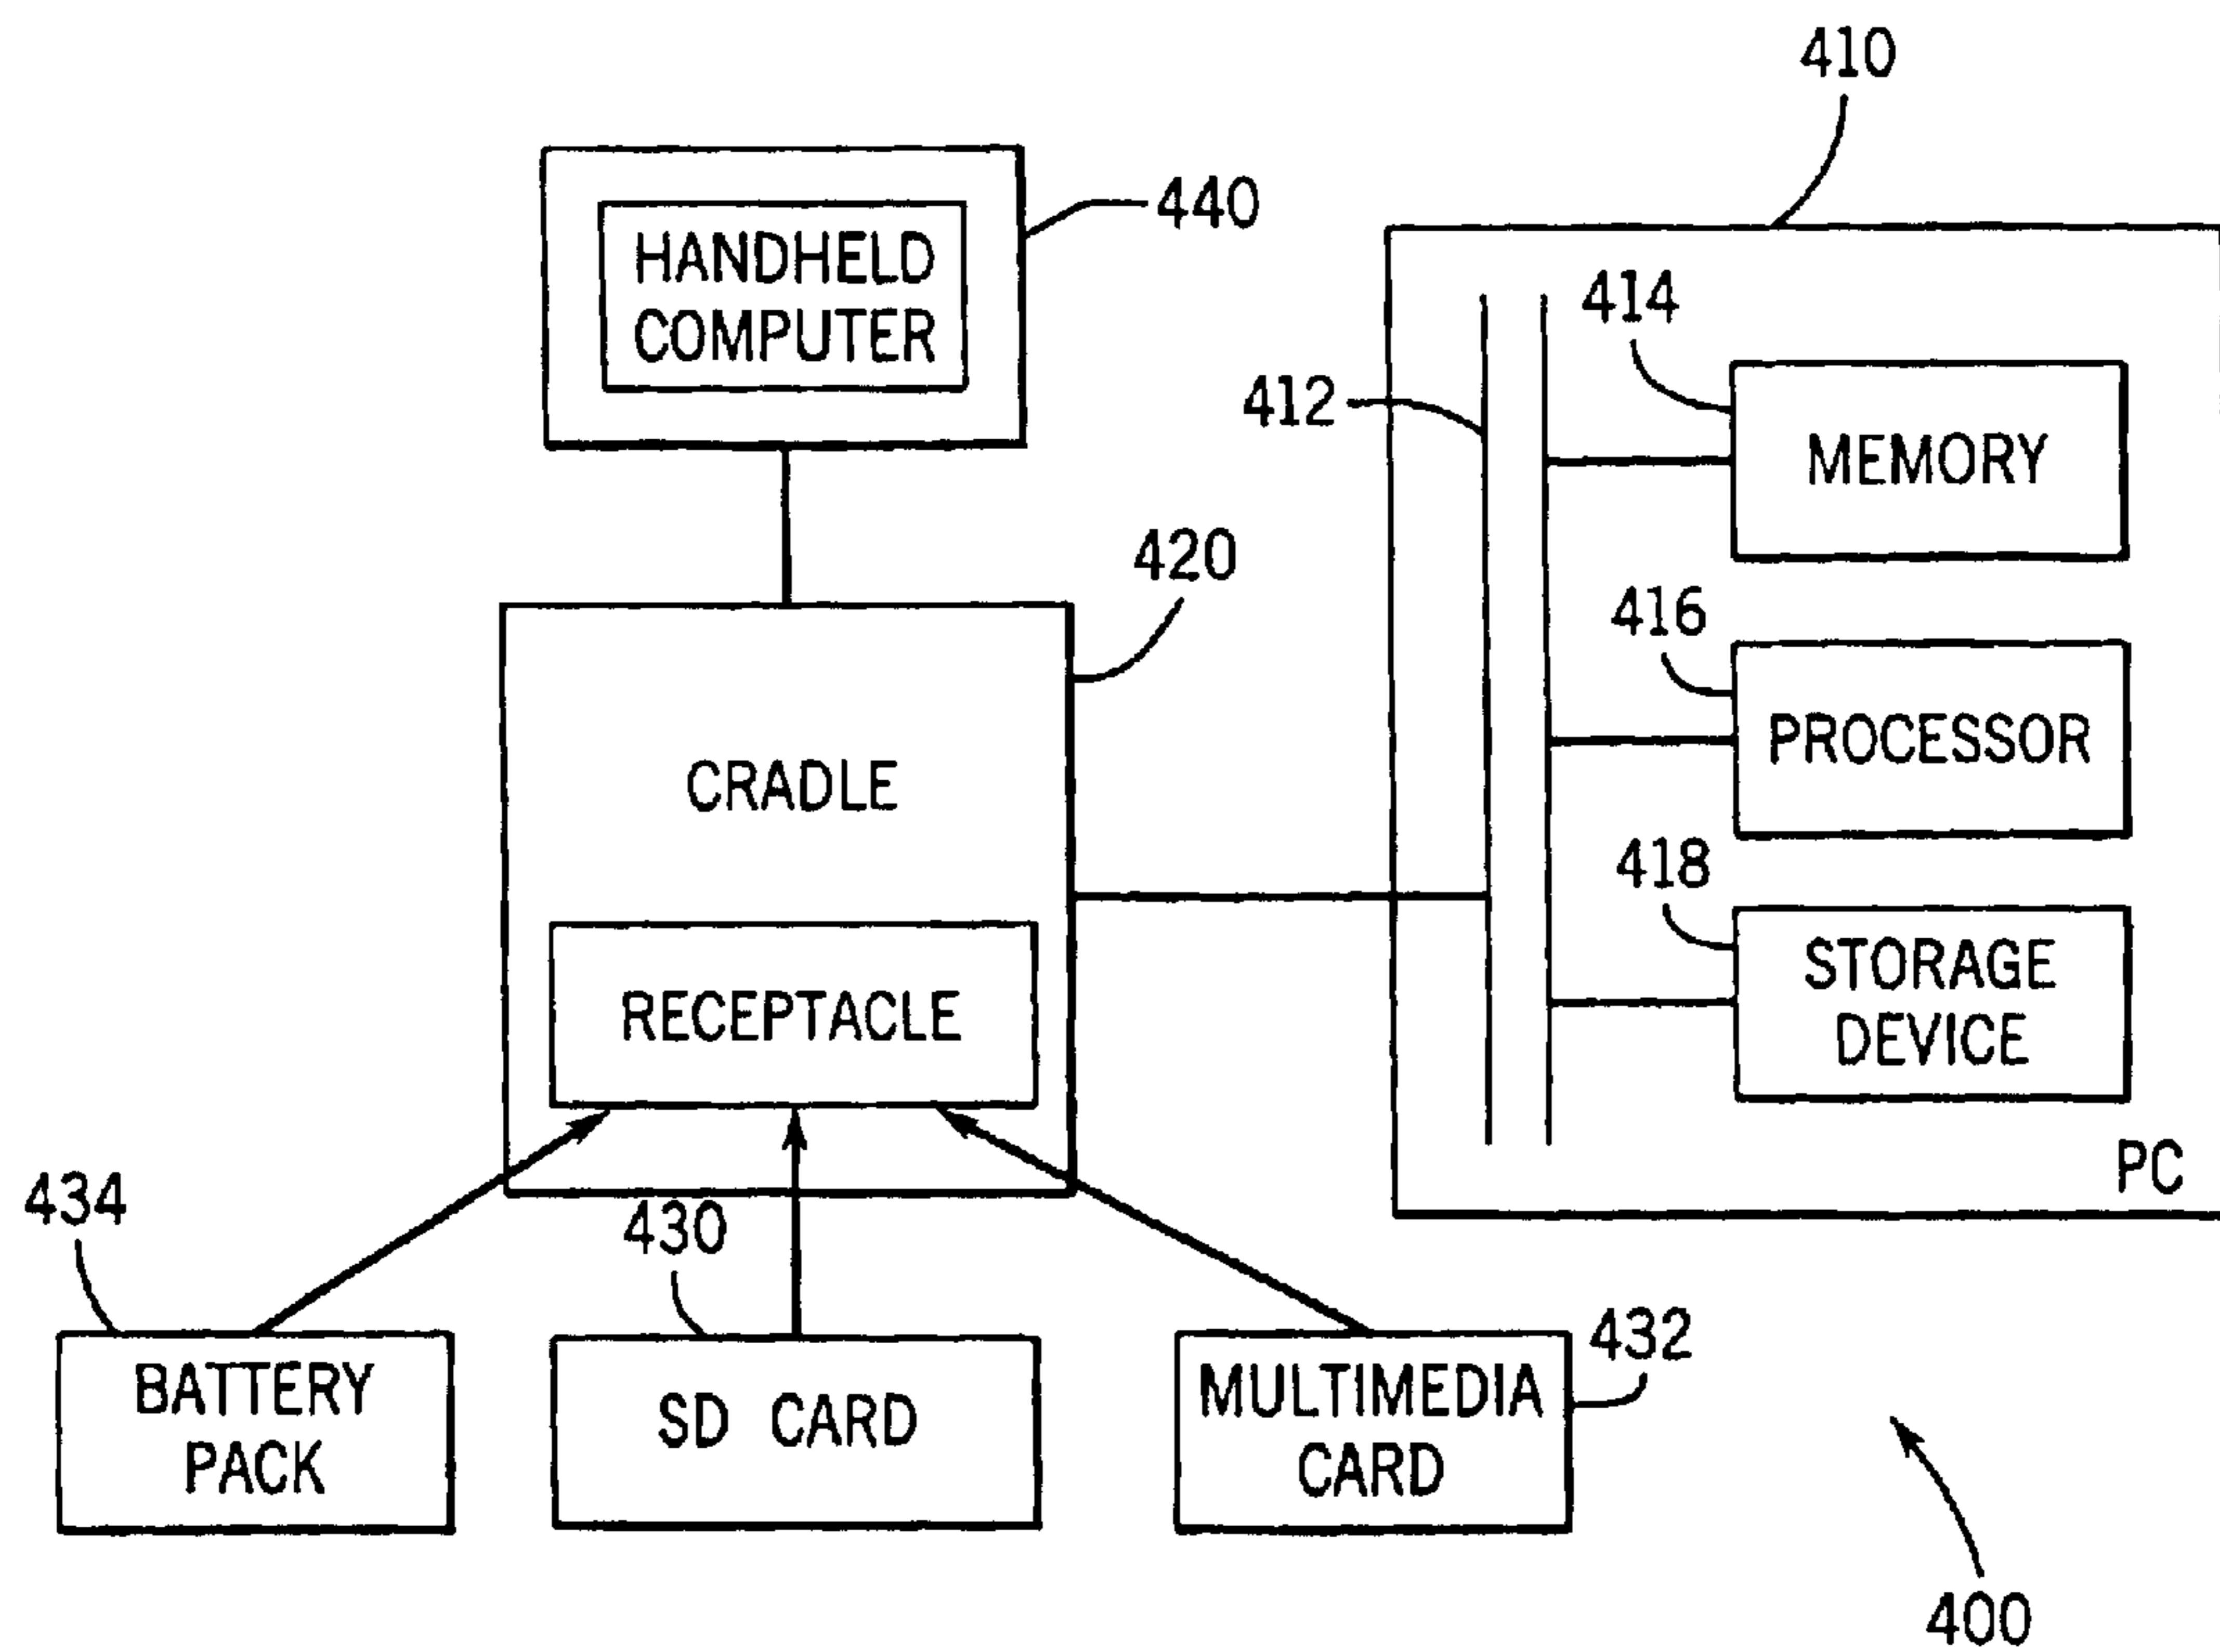 410
440
HANDHELD
COMPUTER
414
412
MEMORY
420
416
CRADLE
PROCESSOR
418
STORAGE
DEVICE
RECEPTACLE
PC
434
430
432
BATTERY
PACK
SD CARD
MULTIMEDIA
CARD
400